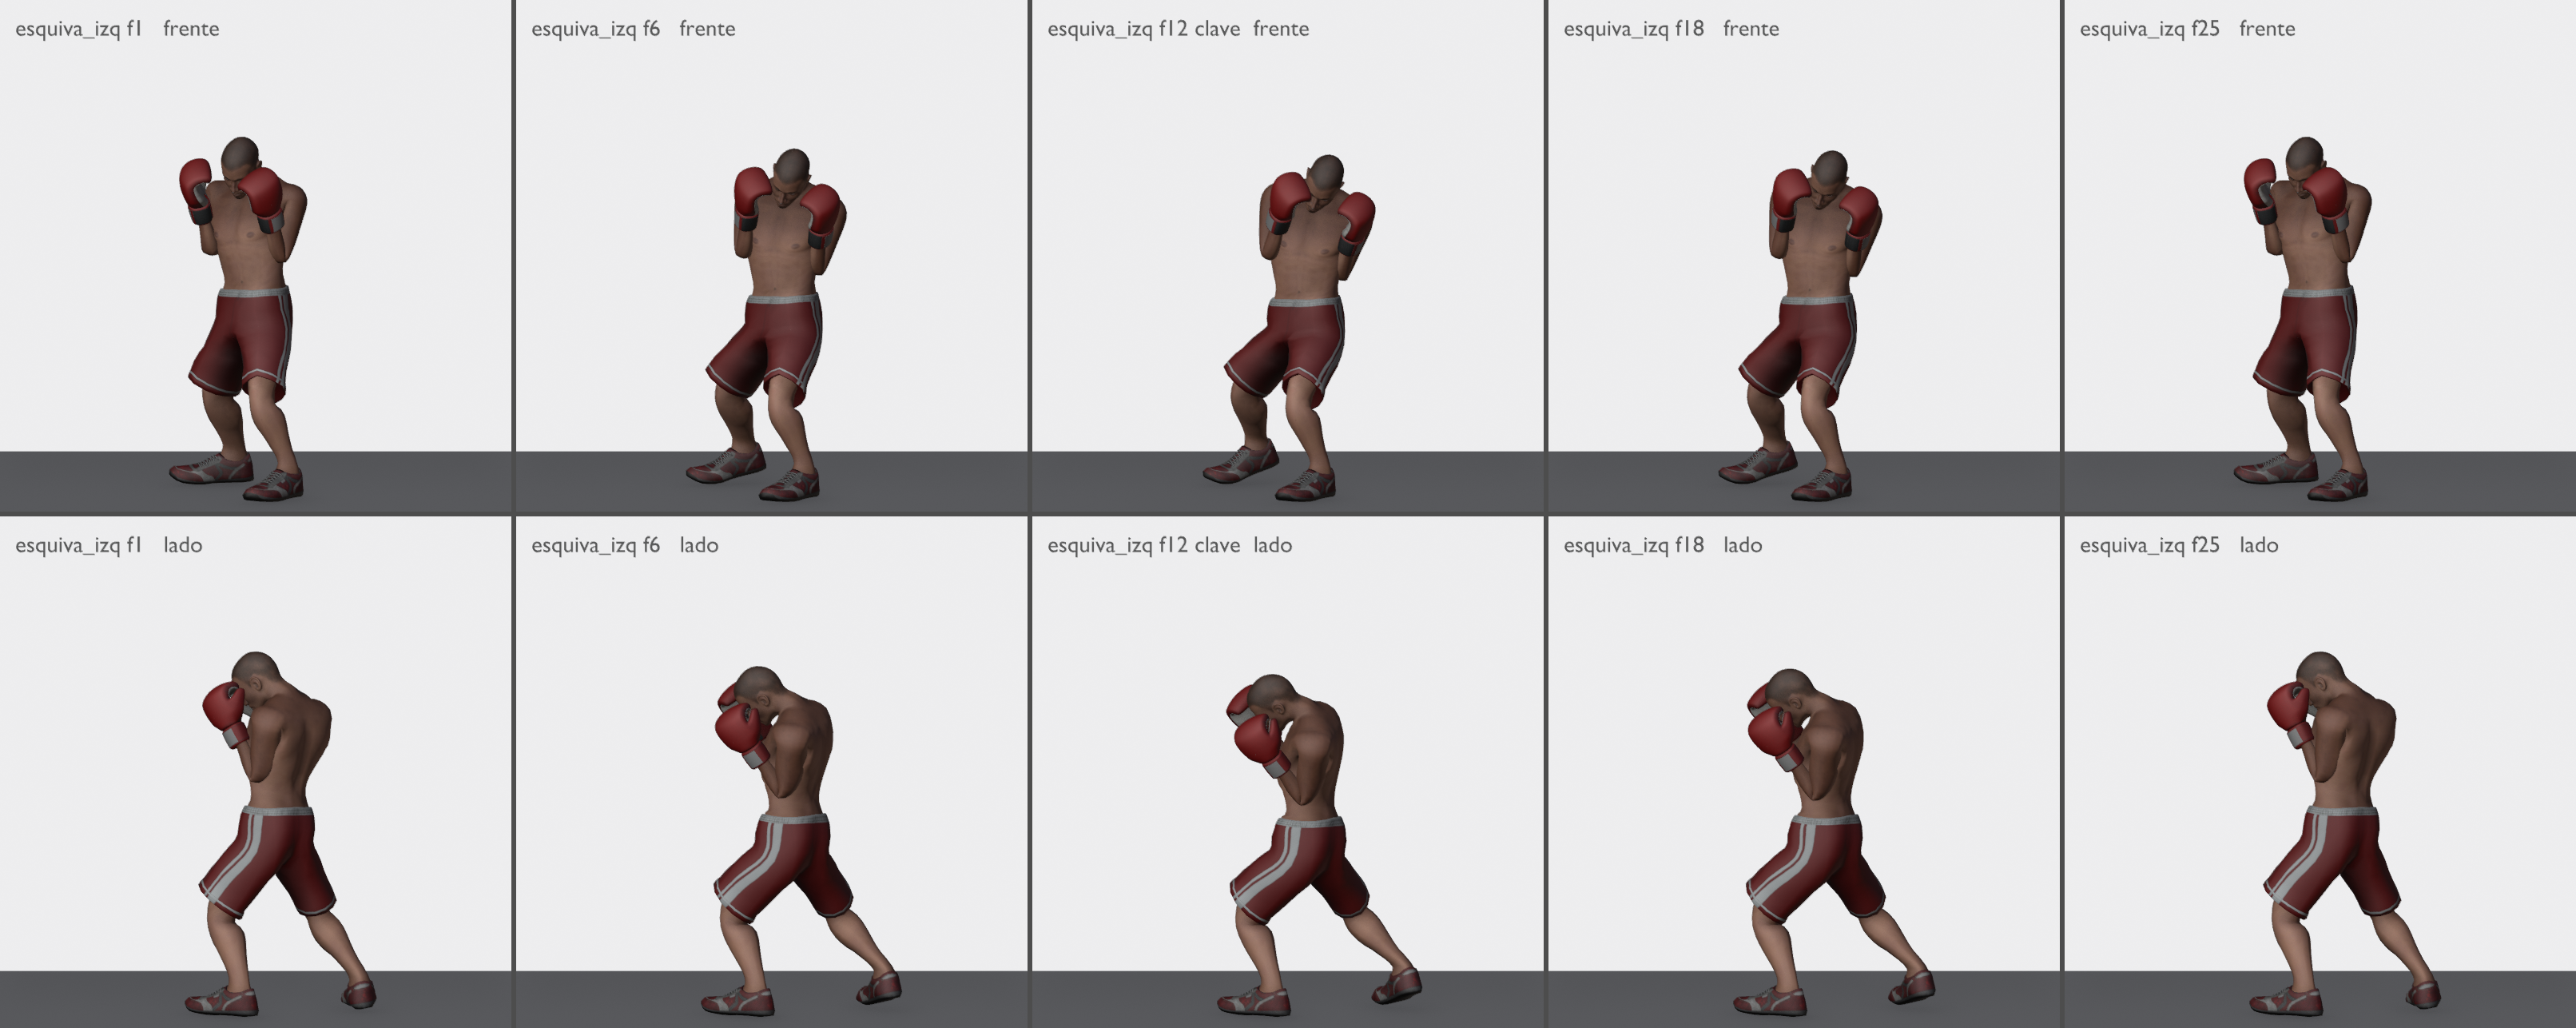 esquiva_izq f1 frente
esquiva_izq f6 frente
esquiva_izq f12 clave frente
esquiva_izq f18 frente
esquiva_izq f25 frente
esquiva_izq f1 lado
esquiva_izq f6 lado
esquiva_izq f12 clave lado
esquiva_izq f18 lado
esquiva_izq f25 lado